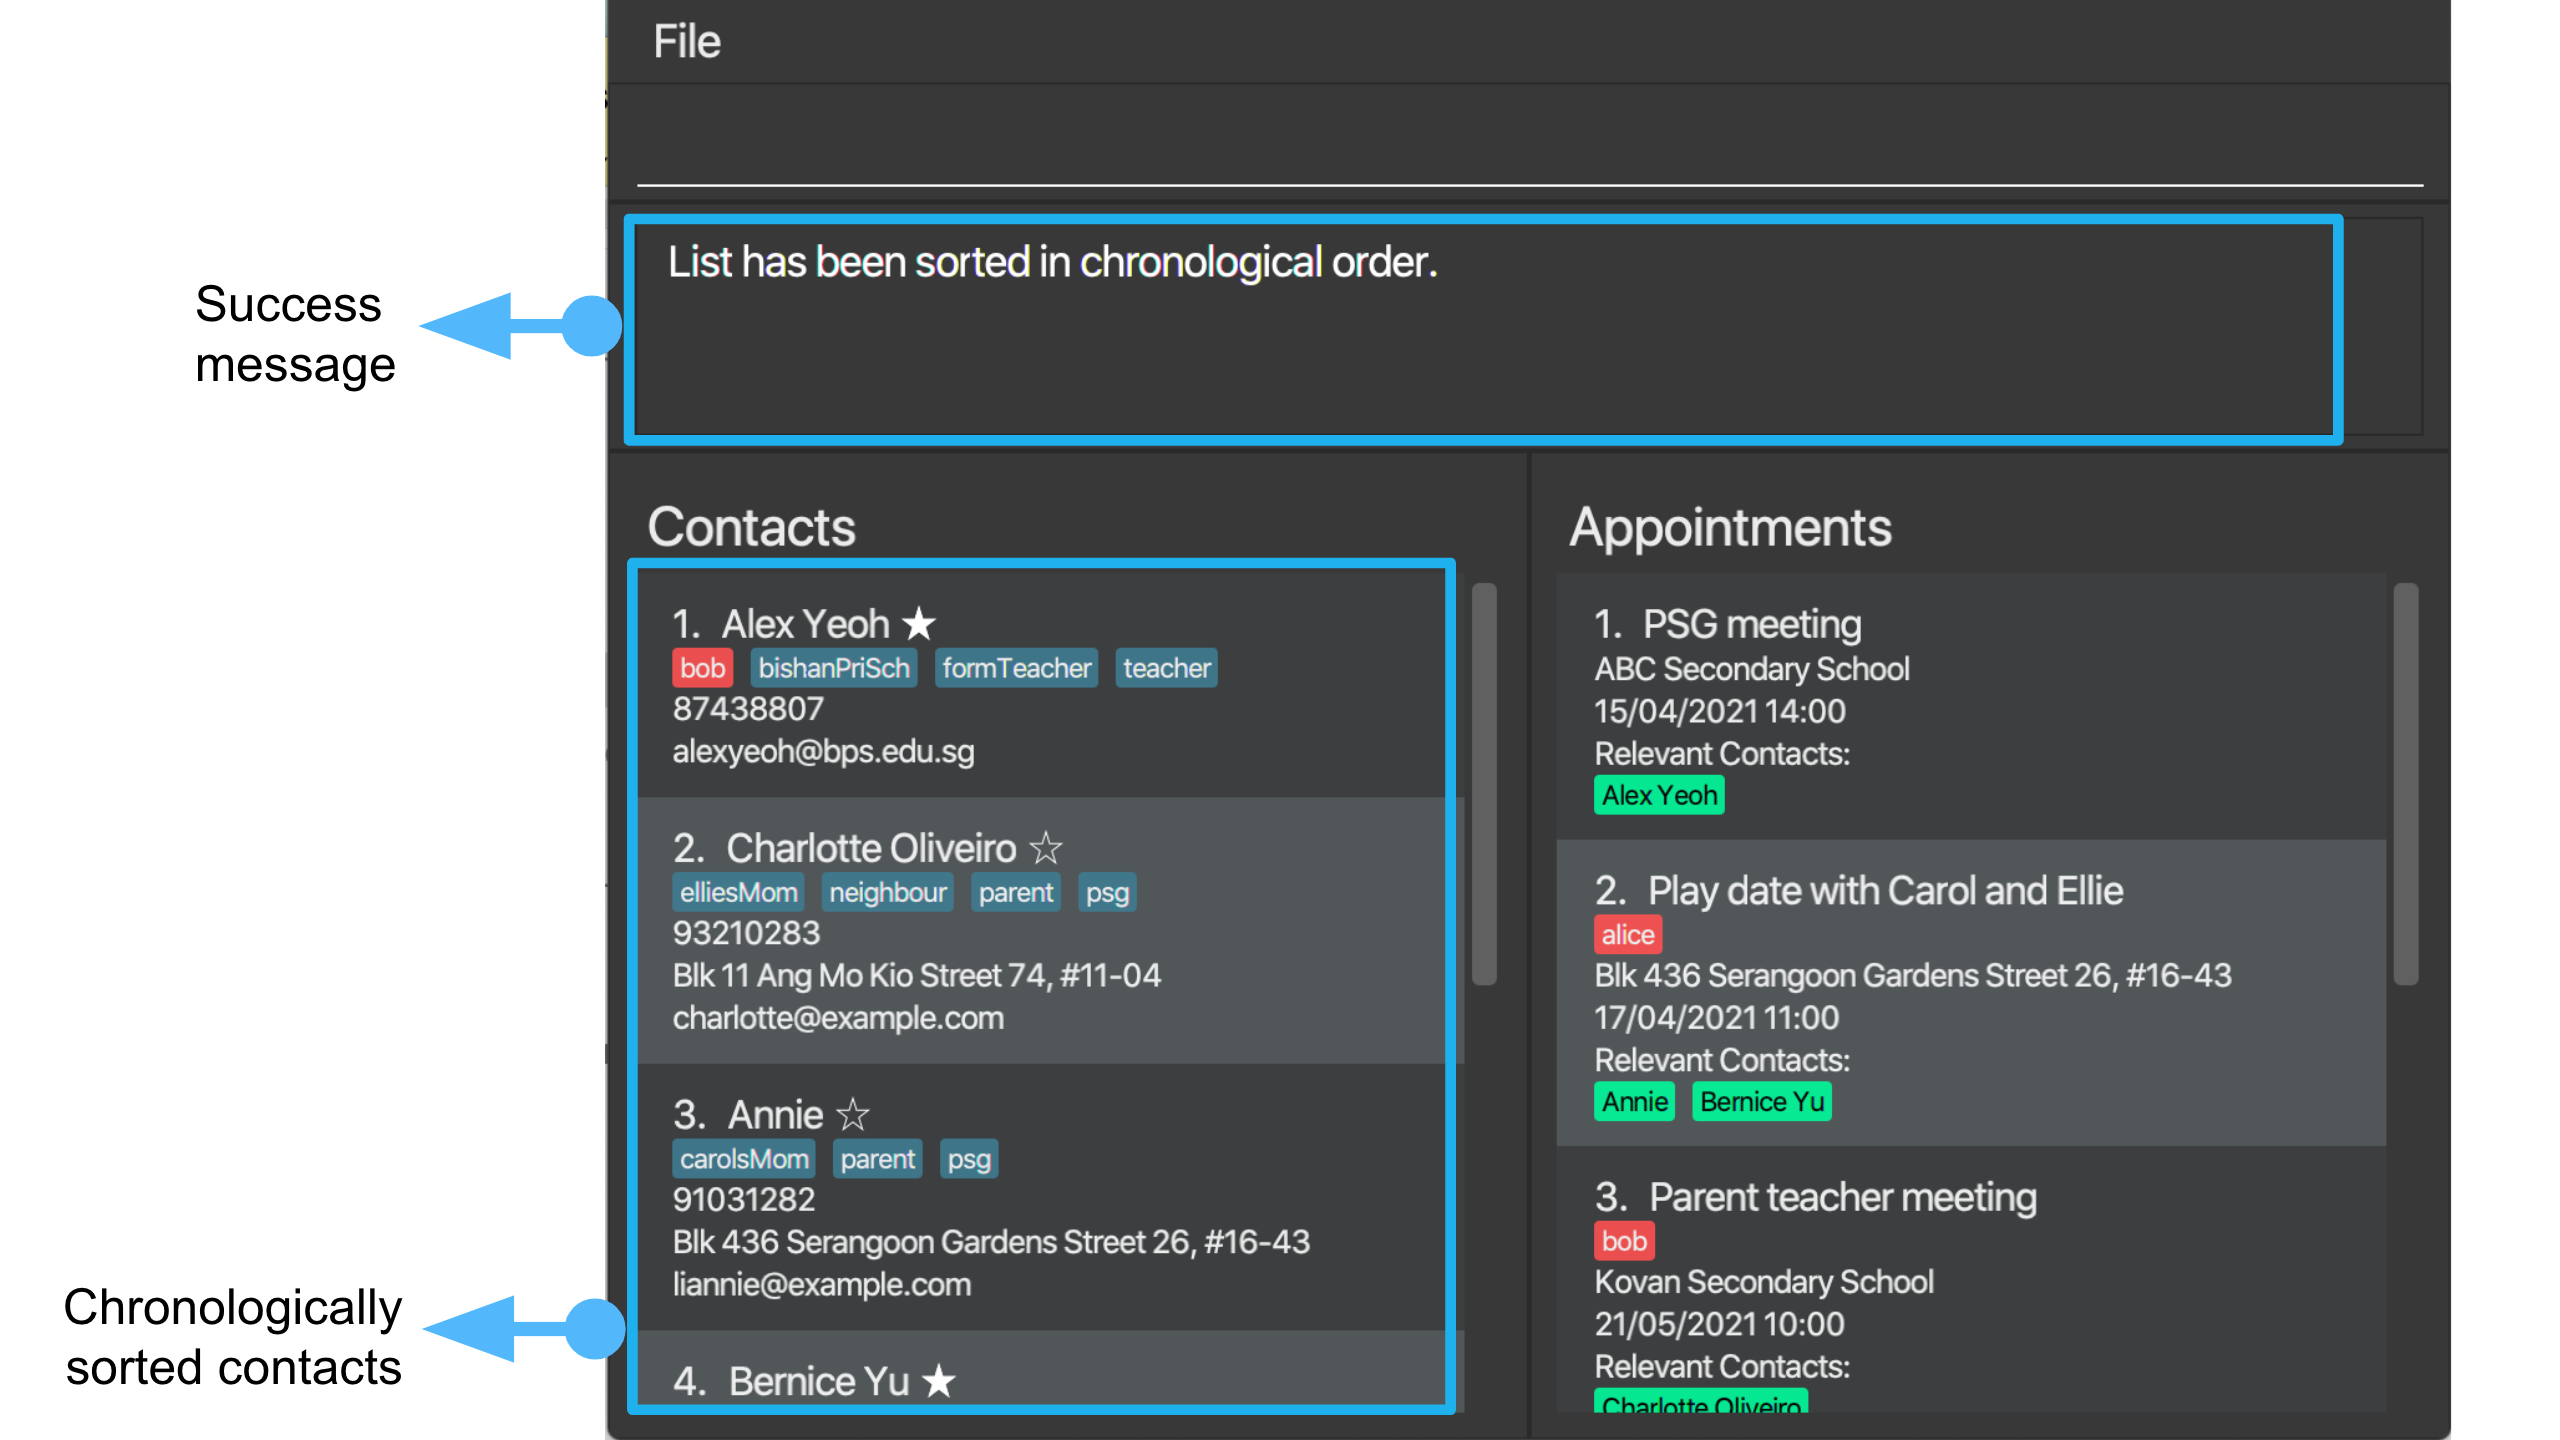 File
List has been sorted in chronological order.
Success
message
Contacts
1. Alex Yeoh ★
bob bishanPriSch formTeacher teacher
87438807
alexyeoh@bps.edu.sg
2. Charlotte Oliveiro ☆
elliesMom neighbour parent psg
93210283
Blk 11 Ang Mo Kio Street 74, #11-04
charlotte@example.com
3. Annie ☆
carolsMom parent psg
91031282
Blk 436 Serangoon Gardens Street 26, #16-43
liannie@example.com
4. Bernice Yu ★
Chronologically
sorted contacts
Appointments
1. PSG meeting
ABC Secondary School
15/04/2021 14:00
Relevant Contacts:
Alex Yeoh
2. Play date with Carol and Ellie
alice
Blk 436 Serangoon Gardens Street 26, #16-43
17/04/2021 11:00
Relevant Contacts:
Annie Bernice Yu
3. Parent teacher meeting
bob
Kovan Secondary School
21/05/2021 10:00
Relevant Contacts:
Charlotte Oliveiro